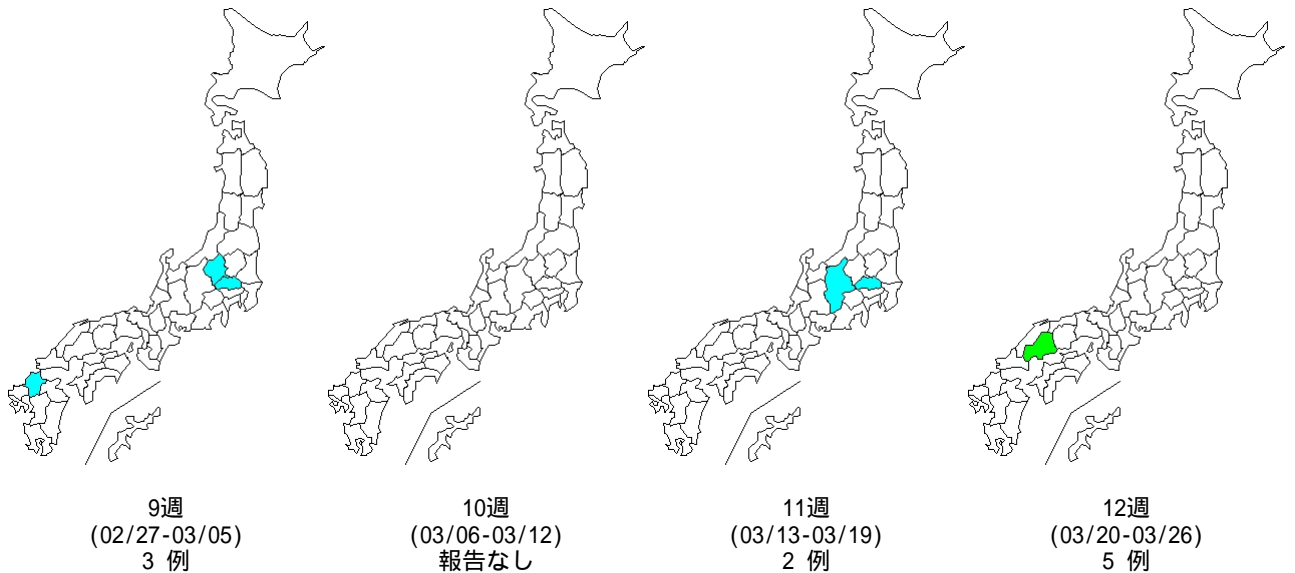 9週
(02/27-03/05)
3 例
10週
(03/06-03/12)
報告なし
11週
(03/13-03/19)
2 例
12週
(03/20-03/26)
5 例